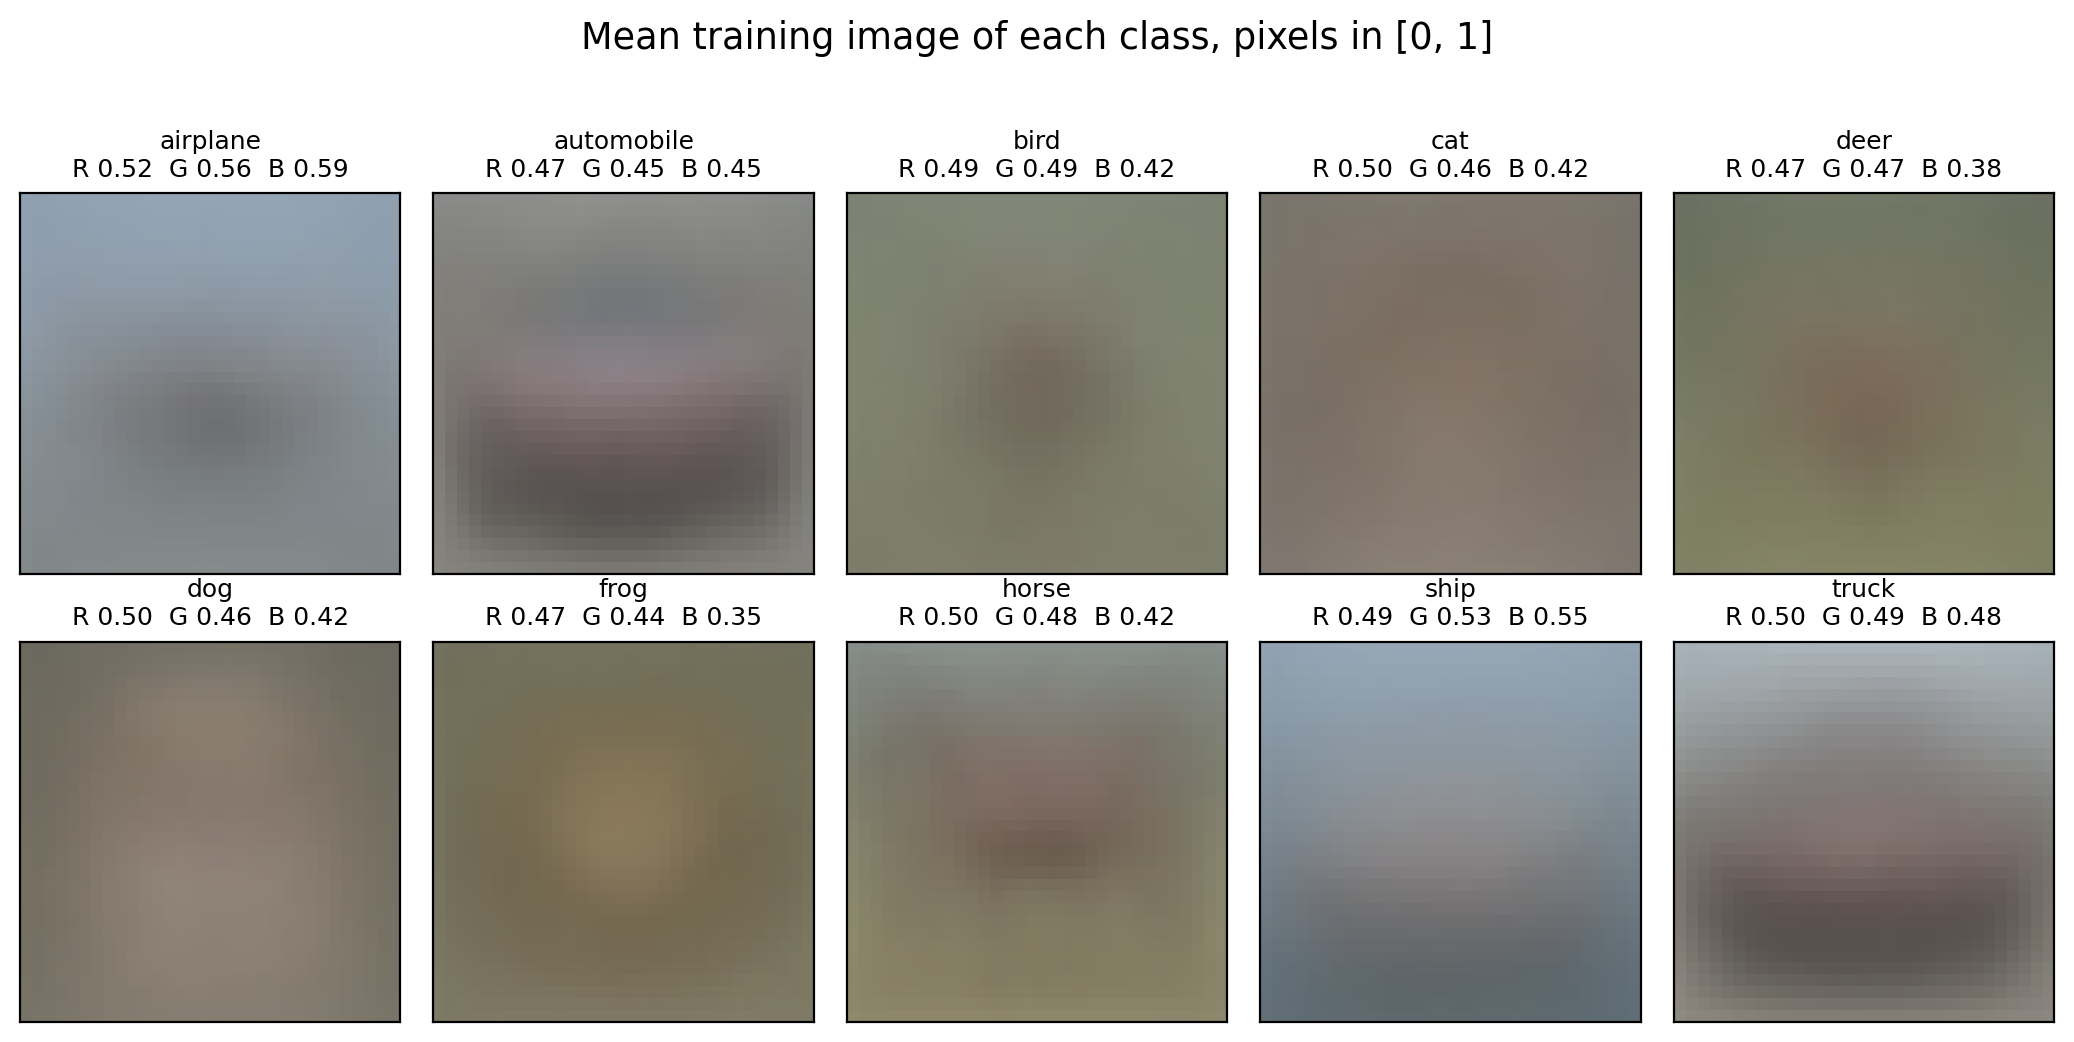 Mean training image of each class, pixels in [0, 1]
airplane
R 0.52  G 0.56  B 0.59
automobile
R 0.47  G 0.45  B 0.45
bird
R 0.49  G 0.49  B 0.42
cat
R 0.50  G 0.46  B 0.42
deer
R 0.47  G 0.47  B 0.38
dog
R 0.50  G 0.46  B 0.42
frog
R 0.47  G 0.44  B 0.35
horse
R 0.50  G 0.48  B 0.42
ship
R 0.49  G 0.53  B 0.55
truck
R 0.50  G 0.49  B 0.48